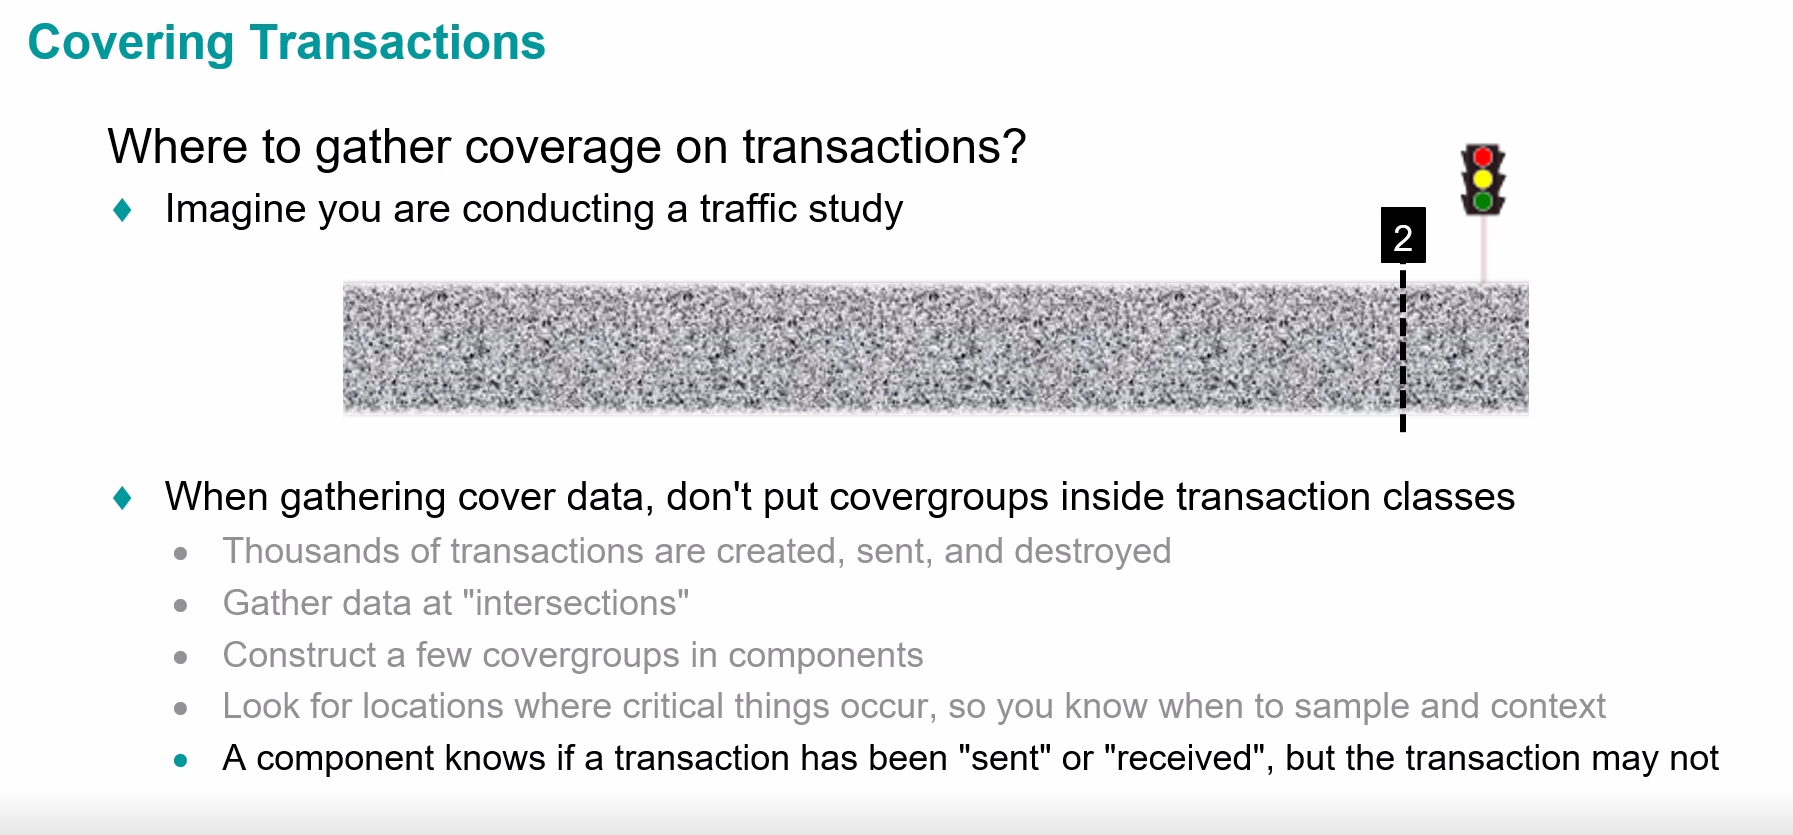 Covering Transactions
Where to gather coverage on transactions?
Imagine you are conducting a traffic study
2
When gathering cover data, don't put covergroups inside transaction classes
Thousands of transactions are created, sent, and destroyed
Gather data at "intersections"
Construct a few covergroups in components
Look for locations where critical things occur, so you know when to sample and context
A component knows if a transaction has been "sent" or "received", but the transaction may not